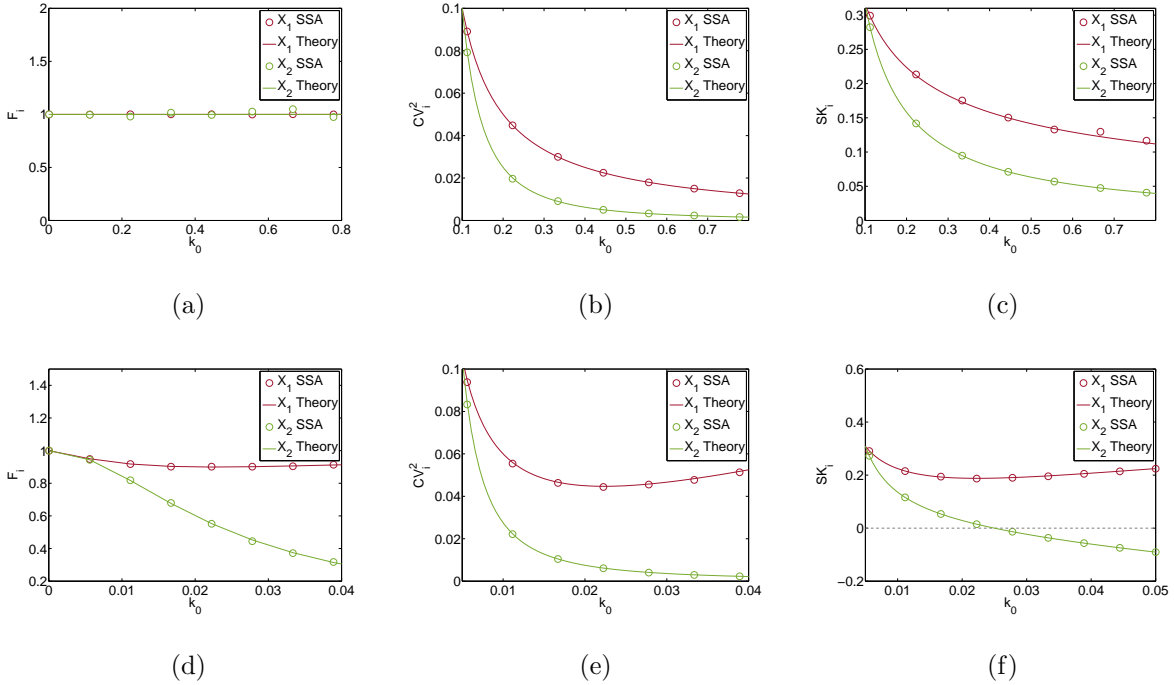 2
1.5
1
0.5
0
0 0.2 0.4 0.6 0.8
F_i
k_0
X_1 SSA
X_1 Theory
X_2 SSA
X_2 Theory
(a)
0.1
0.08
0.06
0.04
0.02
0
0.1 0.2 0.3 0.4 0.5 0.6 0.7
CV_i^2
k_0
X_1 SSA
X_1 Theory
X_2 SSA
X_2 Theory
(b)
0.3
0.25
0.2
0.15
0.1
0.05
0
0.1 0.2 0.3 0.4 0.5 0.6 0.7
SK_i
k_0
X_1 SSA
X_1 Theory
X_2 SSA
X_2 Theory
(c)
1.4
1.2
1
0.8
0.6
0.4
0.2
0 0.01 0.02 0.03 0.04
F_i
k_0
X_1 SSA
X_1 Theory
X_2 SSA
X_2 Theory
(d)
0.1
0.08
0.06
0.04
0.02
0
0.01 0.02 0.03 0.04
CV_i^2
k_0
X_1 SSA
X_1 Theory
X_2 SSA
X_2 Theory
(e)
0.6
0.4
0.2
0
−0.2
0.01 0.02 0.03 0.04 0.05
SK_i
k_0
X_1 SSA
X_1 Theory
X_2 SSA
X_2 Theory
(f)